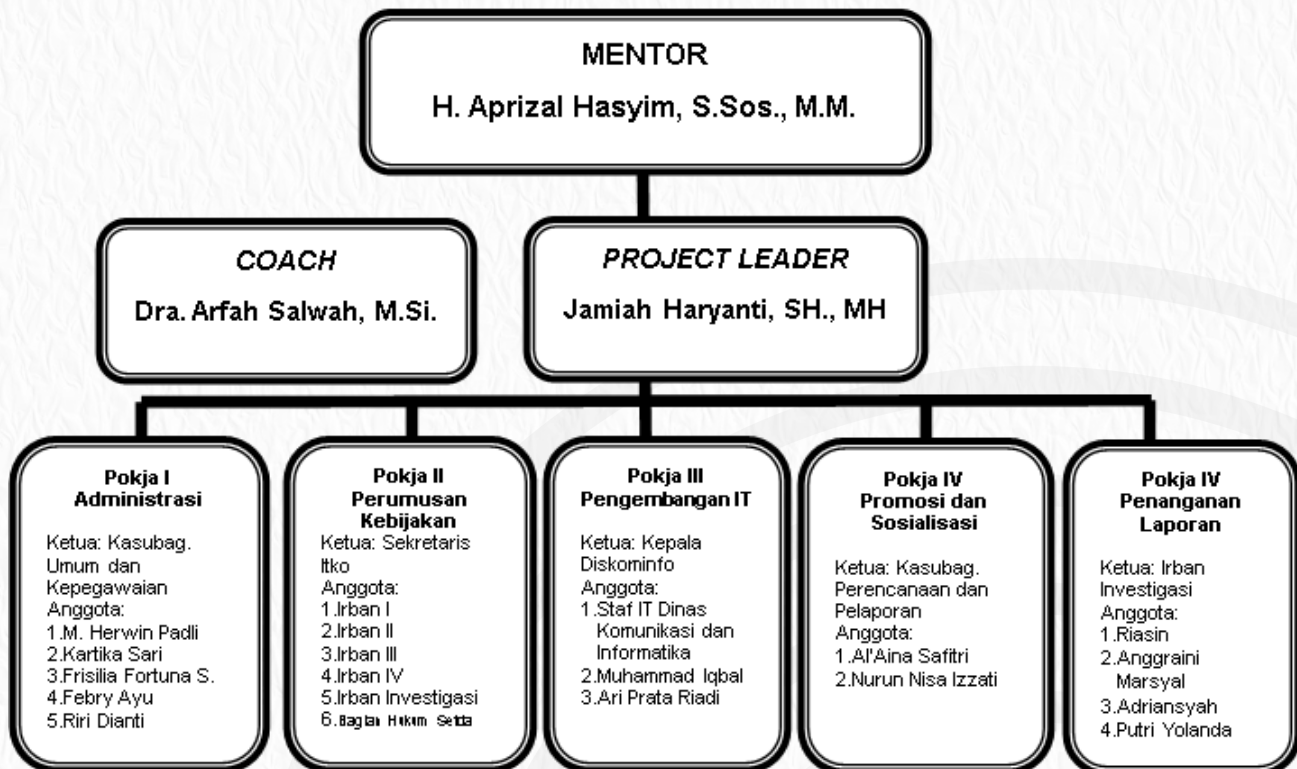 MENTOR
H. Aprizal Hasyim, S.Sos., M.M.
COACH
Dra. Arfah Salwah, M.Si.
PROJECT LEADER
Jamiah Haryanti, SH., MH
Pokja I
Administrasi
Ketua: Kasubag.
Umum dan
Kepegawaian
Anggota:
1.M. Herwin Padli
2.Kartika Sari
3.Frisilia Fortuna S.
4.Febry Ayu
5.Riri Dianti
Pokja II
Perumusan
Kebijakan
Ketua: Sekretaris
Itko
Anggota:
1.Irban I
2.Irban II
3.Irban III
4.Irban IV
5.Irban Investigasi
6.Bagian Hukum Setda
Pokja III
Pengembangan IT
Ketua: Kepala
Diskominfo
Anggota:
1.Staf IT Dinas
Komunikasi dan
Informatika
2.Muhammad Iqbal
3.Ari Prata Riadi
Pokja IV
Promosi dan
Sosialisasi
Ketua: Kasubag.
Perencanaan dan
Pelaporan
Anggota:
1.Al'Aina Safitri
2.Nurun Nisa Izzati
Pokja IV
Penanganan
Laporan
Ketua: Irban
Investigasi
Anggota:
1.Riasin
2.Anggraini
Marsyal
3.Adriansyah
4.Putri Yolanda